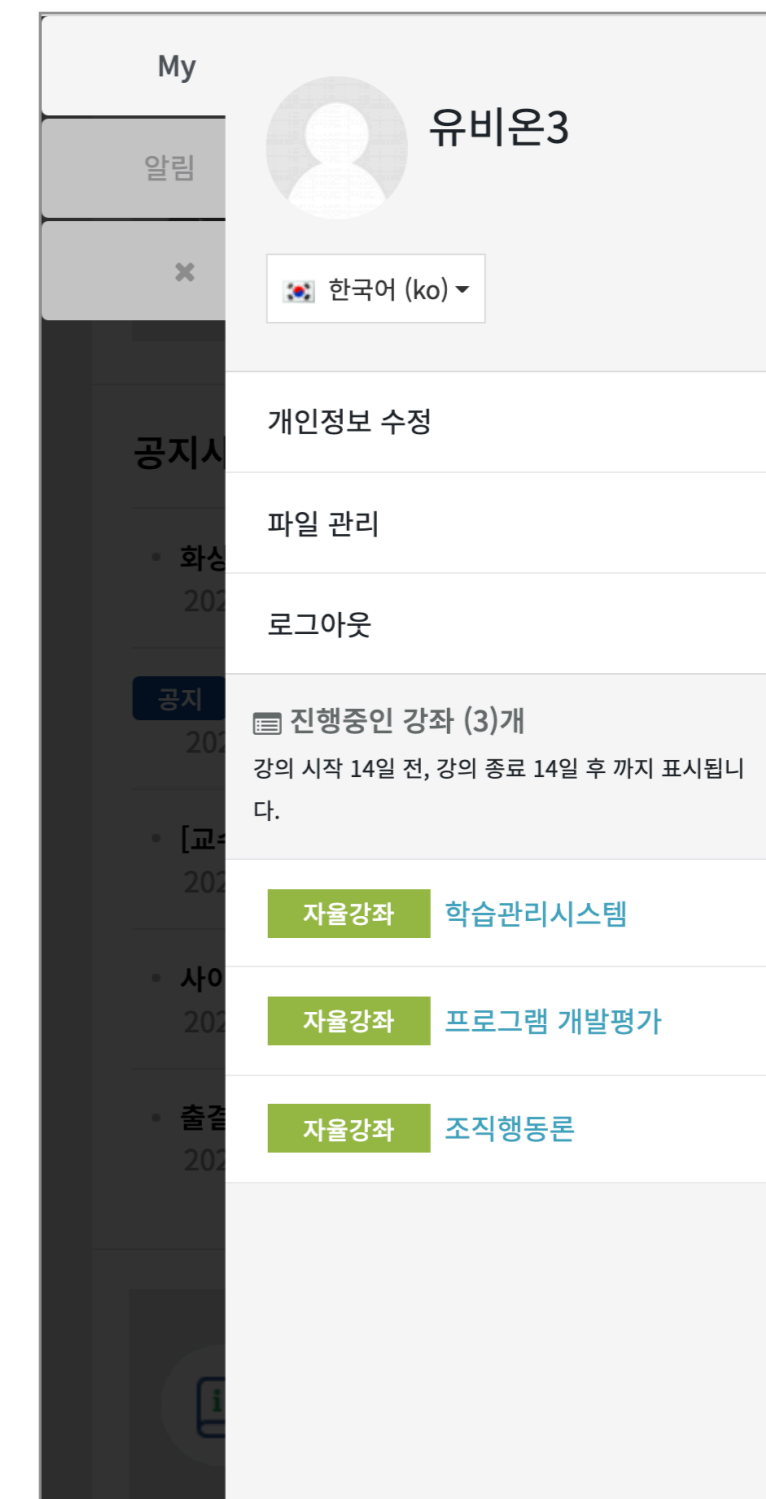 My
알림
유비온3
한국어 (ko)
개인정보 수정
파일 관리
로그아웃
진행중인 강좌 (3)개
강의 시작 14일 전, 강의 종료 14일 후 까지 표시됩니
다.
자율강좌 학습관리시스템
자율강좌 프로그램 개발평가
자율강좌 조직행동론
공지